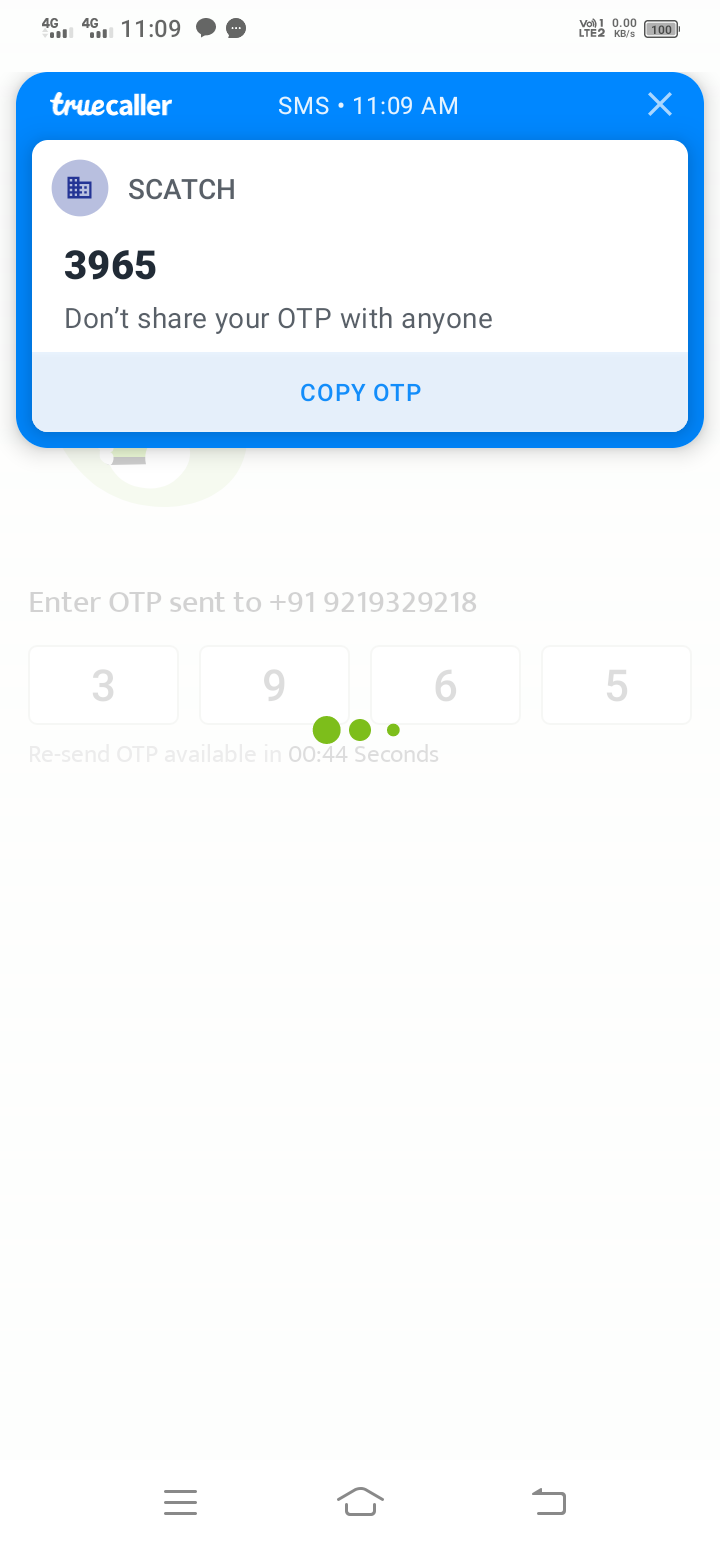 4G 4G 11:09 Vo) 1 LTE2 0.00 KB/s 100
truecaller SMS • 11:09 AM
SCATCH
3965
Don't share your OTP with anyone
COPY OTP
Enter OTP sent to +91 9219329218
3 9 6 5
Re-send OTP available in 00:44 Seconds